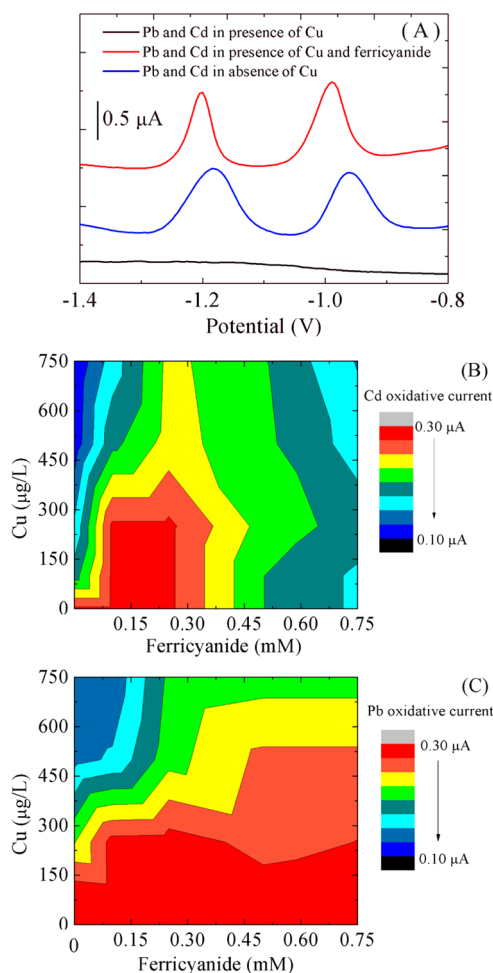 Pb and Cd in presence of Cu
(A)
Pb and Cd in presence of Cu and ferricyanide
Pb and Cd in absence of Cu
0.5 µA
-1.4 -1.2 -1.0 -0.8
Potential (V)
(B)
750
600
450
300
150
0
Cu (µg/L)
0.15 0.30 0.45 0.60 0.75
Ferricyanide (mM)
Cd oxidative current
0.30 µA
0.10 µA
(C)
750
600
450
300
150
0
Cu (µg/L)
0 0.15 0.30 0.45 0.60 0.75
Ferricyanide (mM)
Pb oxidative current
0.30 µA
0.10 µA